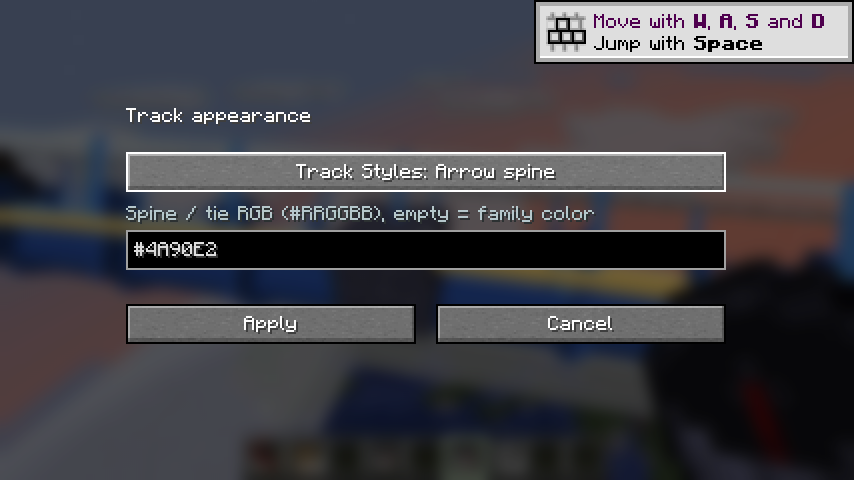 Move with W, A, S and D
Jump with Space
Track appearance
Track Styles: Arrow spine
Spine / tie RGB (#RRGGBB), empty = family color
#4A90E2
Apply
Cancel